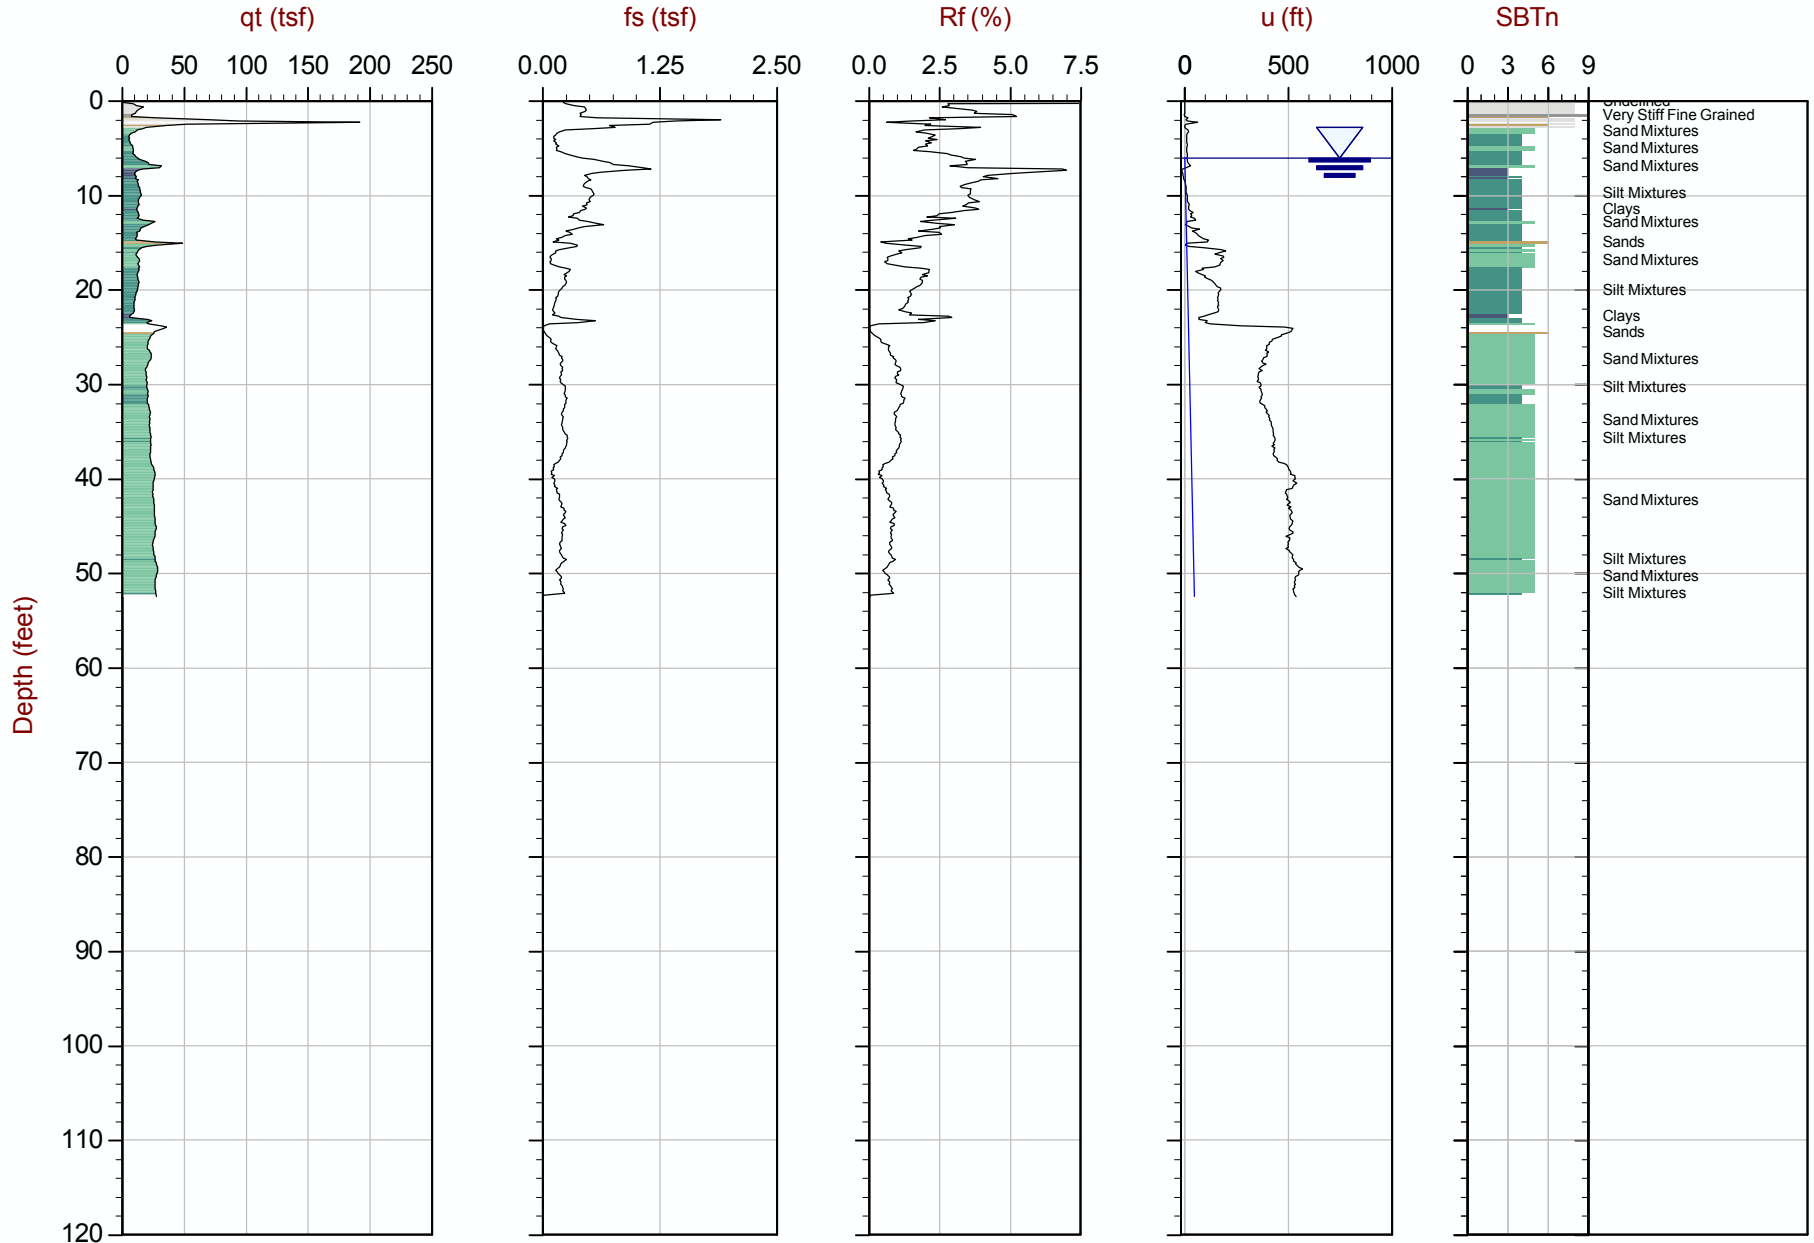 qt (tsf) fs (tsf) Rf (%) u (ft) SBTn
0 50 100 150 200 250 0.00 1.25 2.50 0.0 2.5 5.0 7.5 0 500 1000 0 3 6 9
0
Undefined
Very Stiff Fine Grained
Sand Mixtures
Sand Mixtures
Sand Mixtures
10
Silt Mixtures
Clays
Sand Mixtures
Sands
Sand Mixtures
20
Silt Mixtures
Clays
Sands
Sand Mixtures
30
Silt Mixtures
Sand Mixtures
Silt Mixtures
40
Sand Mixtures
Silt Mixtures
50
Sand Mixtures
Silt Mixtures
60
70
80
90
100
110
120
Depth (feet)